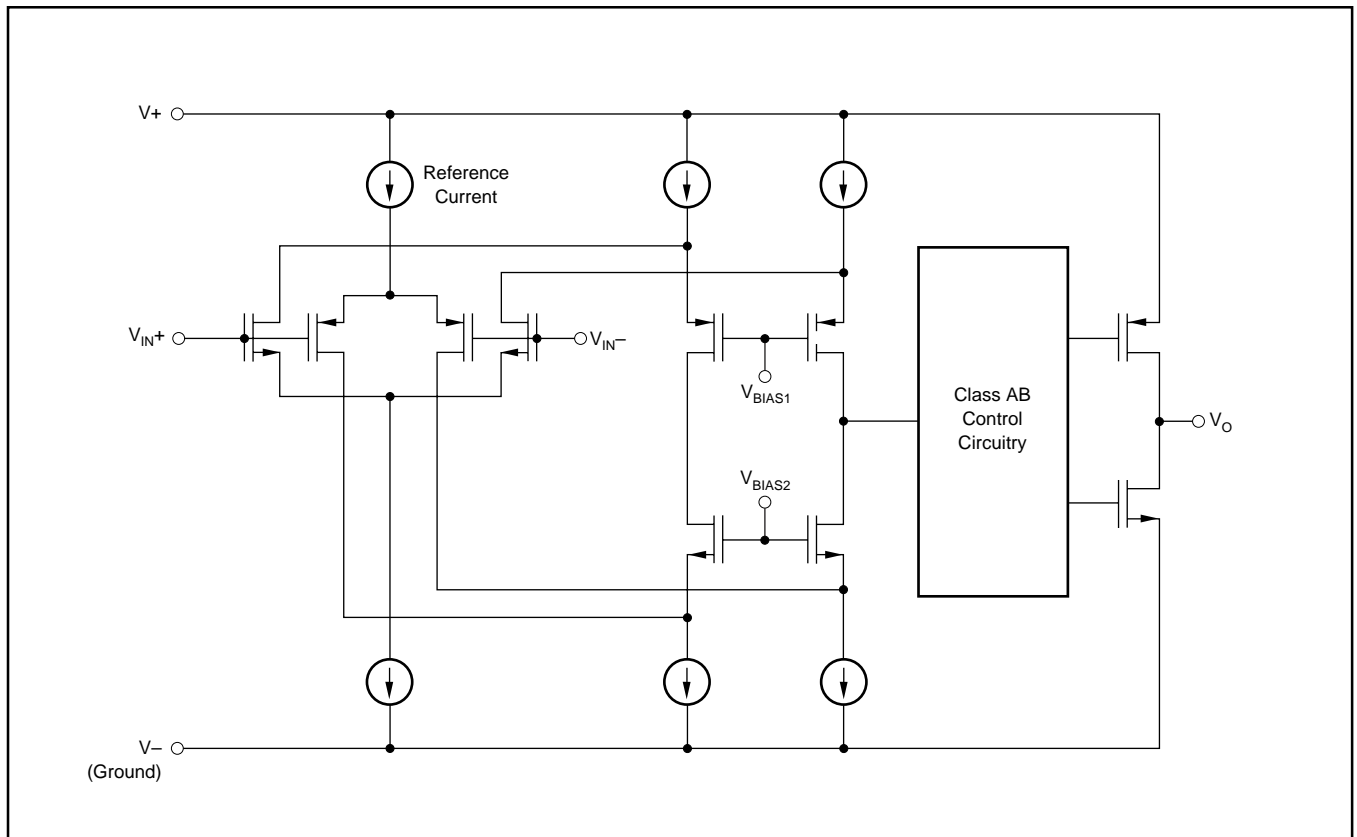 V+
Reference
Current
V_IN+
V_IN–
V_BIAS1
Class AB
Control
Circuitry
V_O
V_BIAS2
V–
(Ground)